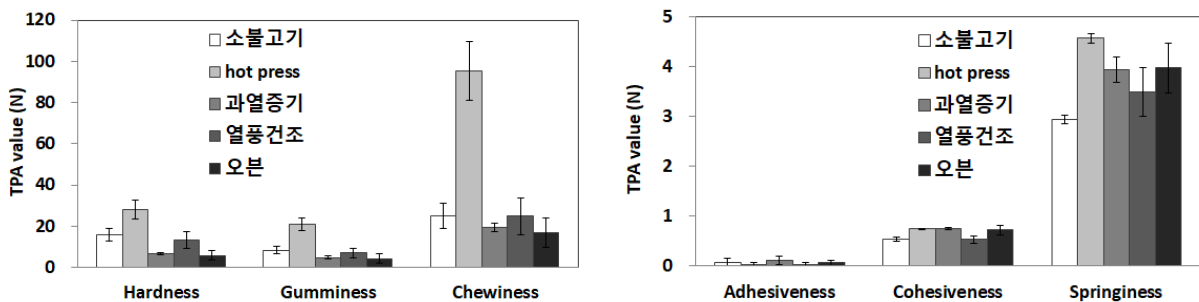 120
100
80
60
40
20
0
TPA value (N)
소불고기
hot press
과열증기
열풍건조
오븐
Hardness Gumminess Chewiness
5
4
3
2
1
0
TPA value (N)
소불고기
hot press
과열증기
열풍건조
오븐
Adhesiveness Cohesiveness Springiness